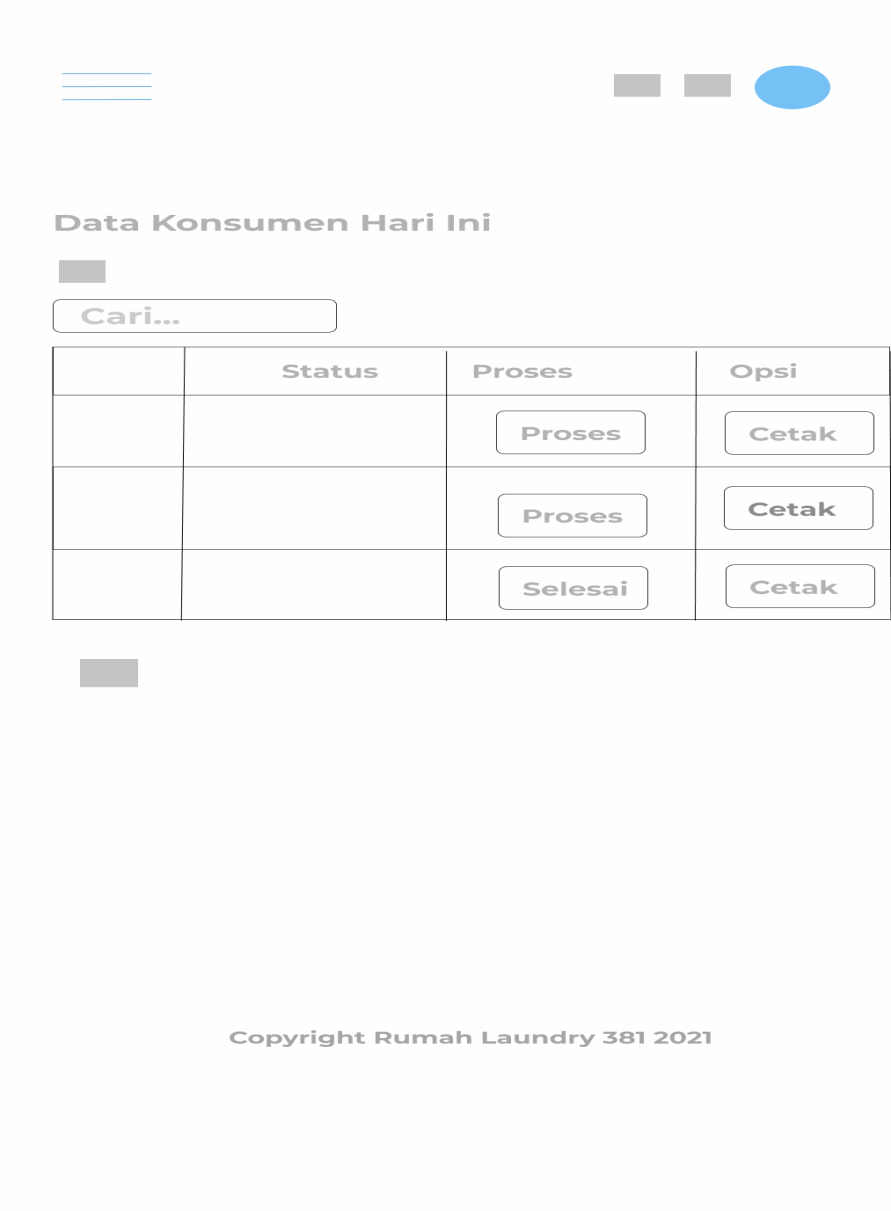 Data Konsumen Hari Ini
Cari...
Status Proses Opsi
Proses Cetak
Proses Cetak
Selesai Cetak
Copyright Rumah Laundry 381 2021